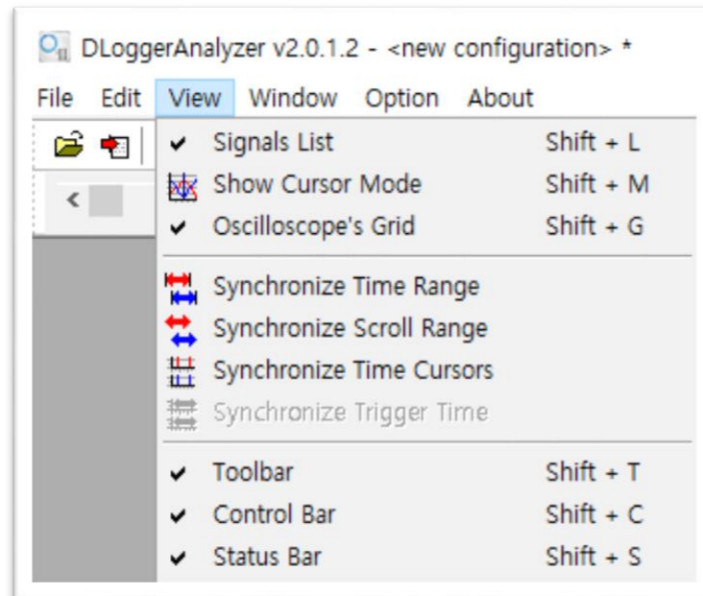 DLoggerAnalyzer v2.0.1.2 - <new configuration> *
File Edit View Window Option About
Signals List Shift + L
Show Cursor Mode Shift + M
Oscilloscope's Grid Shift + G
Synchronize Time Range
Synchronize Scroll Range
Synchronize Time Cursors
Synchronize Trigger Time
Toolbar Shift + T
Control Bar Shift + C
Status Bar Shift + S